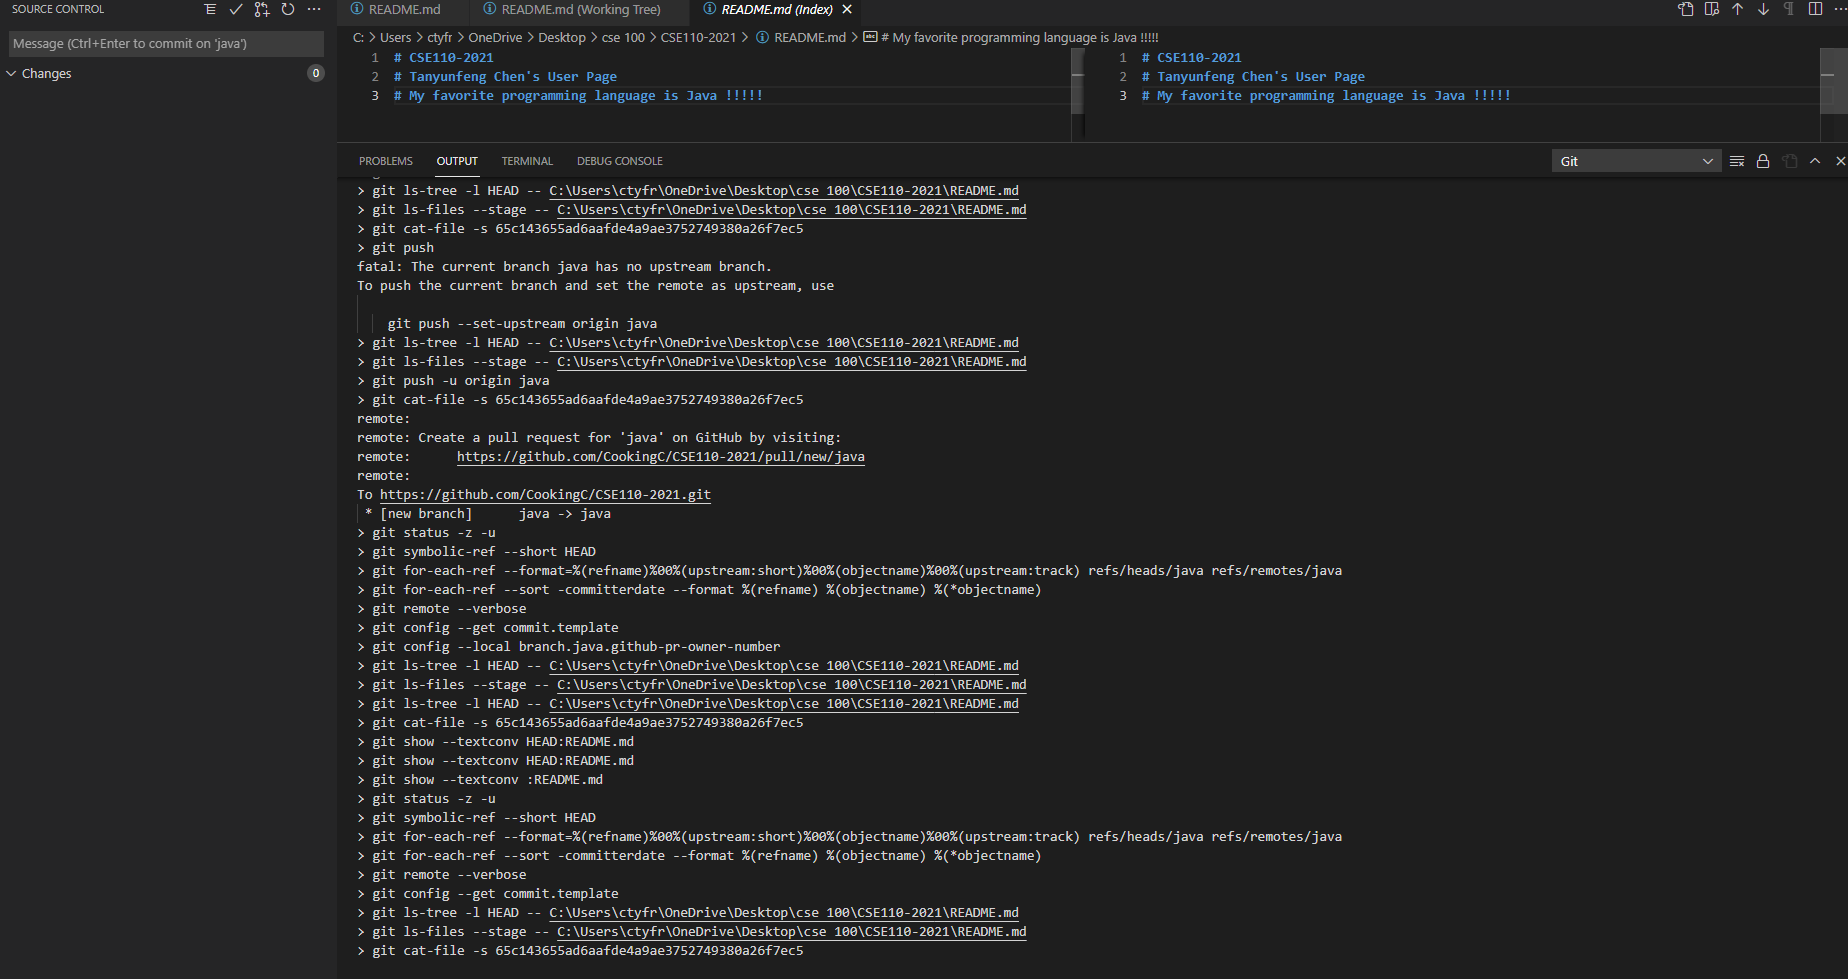 SOURCE CONTROL
Message (Ctrl+Enter to commit on 'java')
Changes
0
README.md
README.md (Working Tree)
README.md (Index)
C: > Users > ctyfr > OneDrive > Desktop > cse 100 > CSE110-2021 > README.md > # My favorite programming language is Java !!!!!
1 # CSE110-2021
2 # Tanyunfeng Chen's User Page
3 # My favorite programming language is Java !!!!!
1 # CSE110-2021
2 # Tanyunfeng Chen's User Page
3 # My favorite programming language is Java !!!!!
PROBLEMS OUTPUT TERMINAL DEBUG CONSOLE
Git
> git ls-tree -l HEAD -- C:\Users\ctyfr\OneDrive\Desktop\cse 100\CSE110-2021\README.md
> git ls-files --stage -- C:\Users\ctyfr\OneDrive\Desktop\cse 100\CSE110-2021\README.md
> git cat-file -s 65c143655ad6aafde4a9ae3752749380a26f7ec5
> git push
fatal: The current branch java has no upstream branch.
To push the current branch and set the remote as upstream, use
git push --set-upstream origin java
> git ls-tree -l HEAD -- C:\Users\ctyfr\OneDrive\Desktop\cse 100\CSE110-2021\README.md
> git ls-files --stage -- C:\Users\ctyfr\OneDrive\Desktop\cse 100\CSE110-2021\README.md
> git push -u origin java
> git cat-file -s 65c143655ad6aafde4a9ae3752749380a26f7ec5
remote:
remote: Create a pull request for 'java' on GitHub by visiting:
remote:      https://github.com/CookingC/CSE110-2021/pull/new/java
remote:
To https://github.com/CookingC/CSE110-2021.git
* [new branch]      java -> java
> git status -z -u
> git symbolic-ref --short HEAD
> git for-each-ref --format=%(refname)%00%(upstream:short)%00%(objectname)%00%(upstream:track) refs/heads/java refs/remotes/java
> git for-each-ref --sort -committerdate --format %(refname) %(objectname) %(*objectname)
> git remote --verbose
> git config --get commit.template
> git config --local branch.java.github-pr-owner-number
> git ls-tree -l HEAD -- C:\Users\ctyfr\OneDrive\Desktop\cse 100\CSE110-2021\README.md
> git ls-files --stage -- C:\Users\ctyfr\OneDrive\Desktop\cse 100\CSE110-2021\README.md
> git ls-tree -l HEAD -- C:\Users\ctyfr\OneDrive\Desktop\cse 100\CSE110-2021\README.md
> git cat-file -s 65c143655ad6aafde4a9ae3752749380a26f7ec5
> git show --textconv HEAD:README.md
> git show --textconv HEAD:README.md
> git show --textconv :README.md
> git status -z -u
> git symbolic-ref --short HEAD
> git for-each-ref --format=%(refname)%00%(upstream:short)%00%(objectname)%00%(upstream:track) refs/heads/java refs/remotes/java
> git for-each-ref --sort -committerdate --format %(refname) %(objectname) %(*objectname)
> git remote --verbose
> git config --get commit.template
> git ls-tree -l HEAD -- C:\Users\ctyfr\OneDrive\Desktop\cse 100\CSE110-2021\README.md
> git ls-files --stage -- C:\Users\ctyfr\OneDrive\Desktop\cse 100\CSE110-2021\README.md
> git cat-file -s 65c143655ad6aafde4a9ae3752749380a26f7ec5